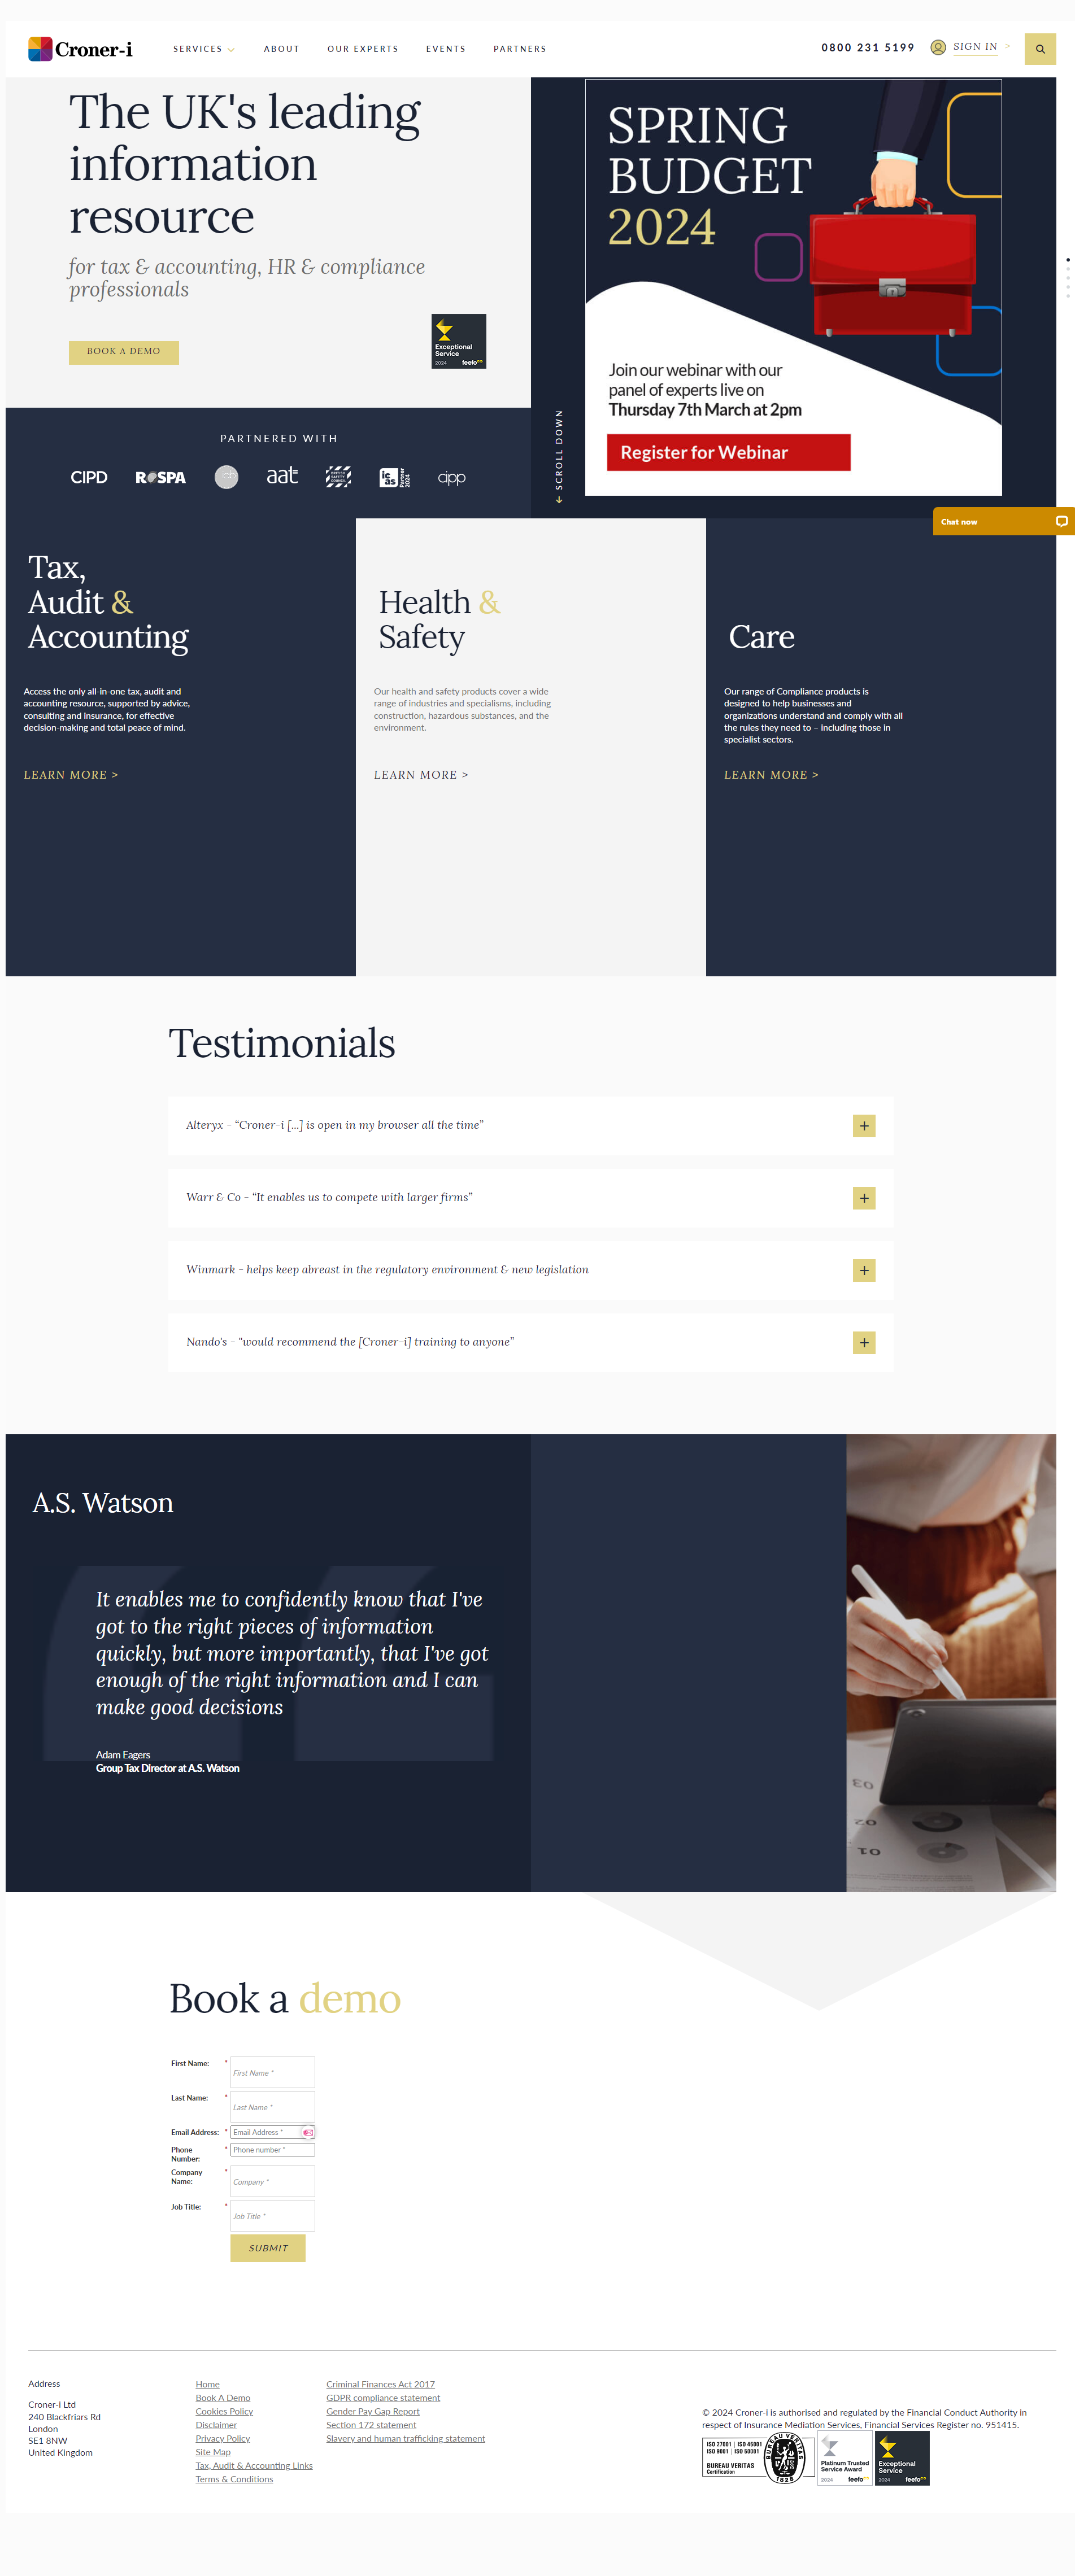 Croner-i
SERVICES
ABOUT
OUR EXPERTS
EVENTS
PARTNERS
0800 231 5199
SIGN IN >
The UK's leading
information
resource
for tax & accounting, HR & compliance
professionals
BOOK A DEMO
Exceptional
Service
2024 feefo
SPRING
BUDGET
2024
Join our webinar with our
panel of experts live on
Thursday 7th March at 2pm
Register for Webinar
SCROLL DOWN
PARTNERED WITH
CIPD
RoSPA
aat
BRITISH
SAFETY
COUNCIL
ic
as
Partner
2024
cipp
Chat now
Tax,
Audit &
Accounting
Access the only all-in-one tax, audit and
accounting resource, supported by advice,
consulting and insurance, for effective
decision-making and total peace of mind.
LEARN MORE >
Health &
Safety
Our health and safety products cover a wide
range of industries and specialisms, including
construction, hazardous substances, and the
environment.
LEARN MORE >
Care
Our range of Compliance products is
designed to help businesses and
organizations understand and comply with all
the rules they need to – including those in
specialist sectors.
LEARN MORE >
Testimonials
Alteryx - “Croner-i [...] is open in my browser all the time”
+
Warr & Co - “It enables us to compete with larger firms”
+
Winmark - helps keep abreast in the regulatory environment & new legislation
+
Nando's - "would recommend the [Croner-i] training to anyone”
+
A.S. Watson
It enables me to confidently know that I've
got to the right pieces of information
quickly, but more importantly, that I've got
enough of the right information and I can
make good decisions
Adam Eagers
Group Tax Director at A.S. Watson
03
02
01
Book a demo
First Name: *
First Name *
Last Name: *
Last Name *
Email Address: *
Email Address *
Phone
Number: *
Phone number *
Company
Name: *
Company *
Job Title: *
Job Title *
SUBMIT
Address
Croner-i Ltd
240 Blackfriars Rd
London
SE1 8NW
United Kingdom
Home
Book A Demo
Cookies Policy
Disclaimer
Privacy Policy
Site Map
Tax, Audit & Accounting Links
Terms & Conditions
Criminal Finances Act 2017
GDPR compliance statement
Gender Pay Gap Report
Section 172 statement
Slavery and human trafficking statement
© 2024 Croner-i is authorised and regulated by the Financial Conduct Authority in
respect of Insurance Mediation Services, Financial Services Register no. 951415.
ISO 27001 | ISO 45001
ISO 9001 | ISO 50001
BUREAU VERITAS
Certification
BUREAU VERITAS
1828
Platinum Trusted
Service Award
2024 feefo
Exceptional
Service
2024 feefo